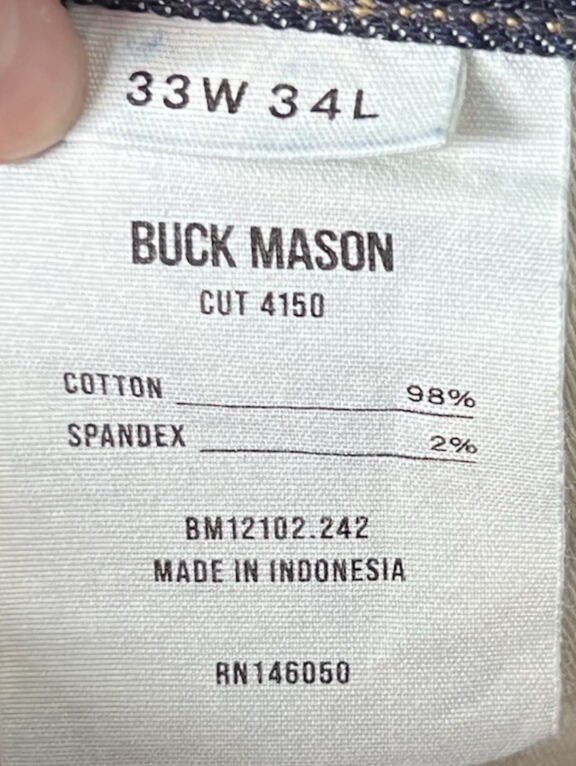 33W 34L
BUCK MASON
CUT 4150
COTTON 98%
SPANDEX 2%
BM12102.242
MADE IN INDONESIA
RN146050